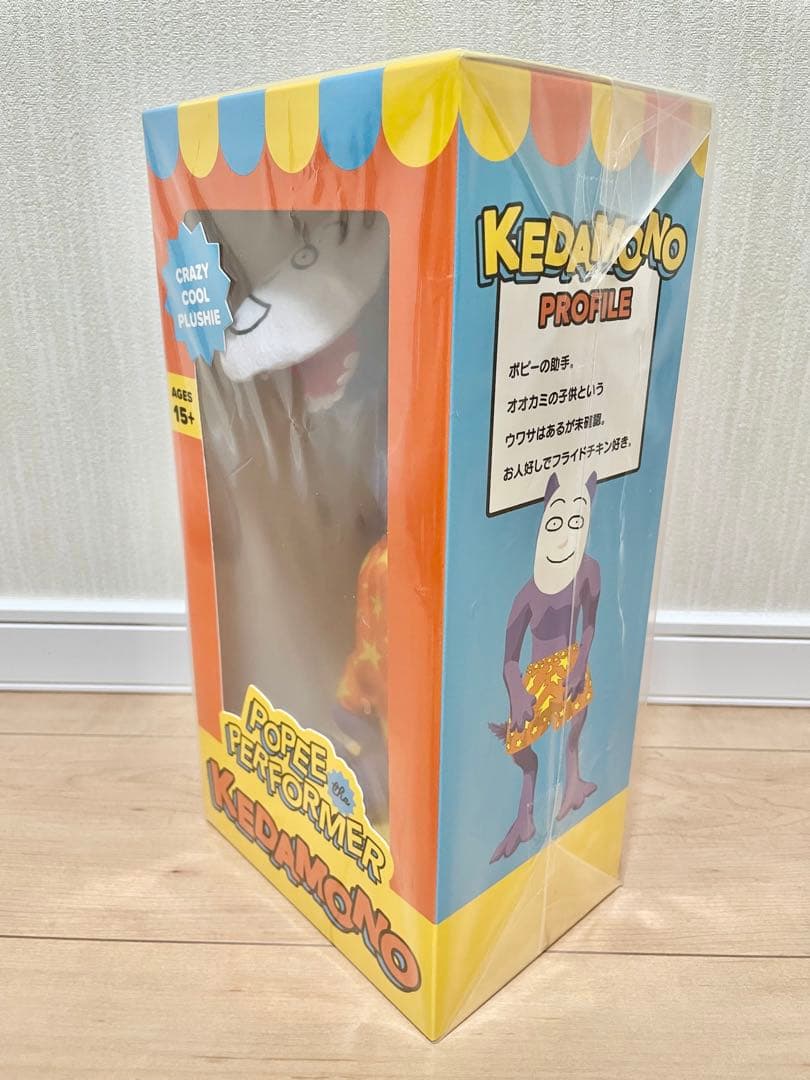 CRAZY
COOL
PLUSHIE
AGES
15+
POPEE
the
PERFORMER
KEDAMONO
KEDAMONO
PROFILE
ポピーの助手。
オオカミの子供という
ウワサはあるが未確認。
お人好しでフライドチキン好き。